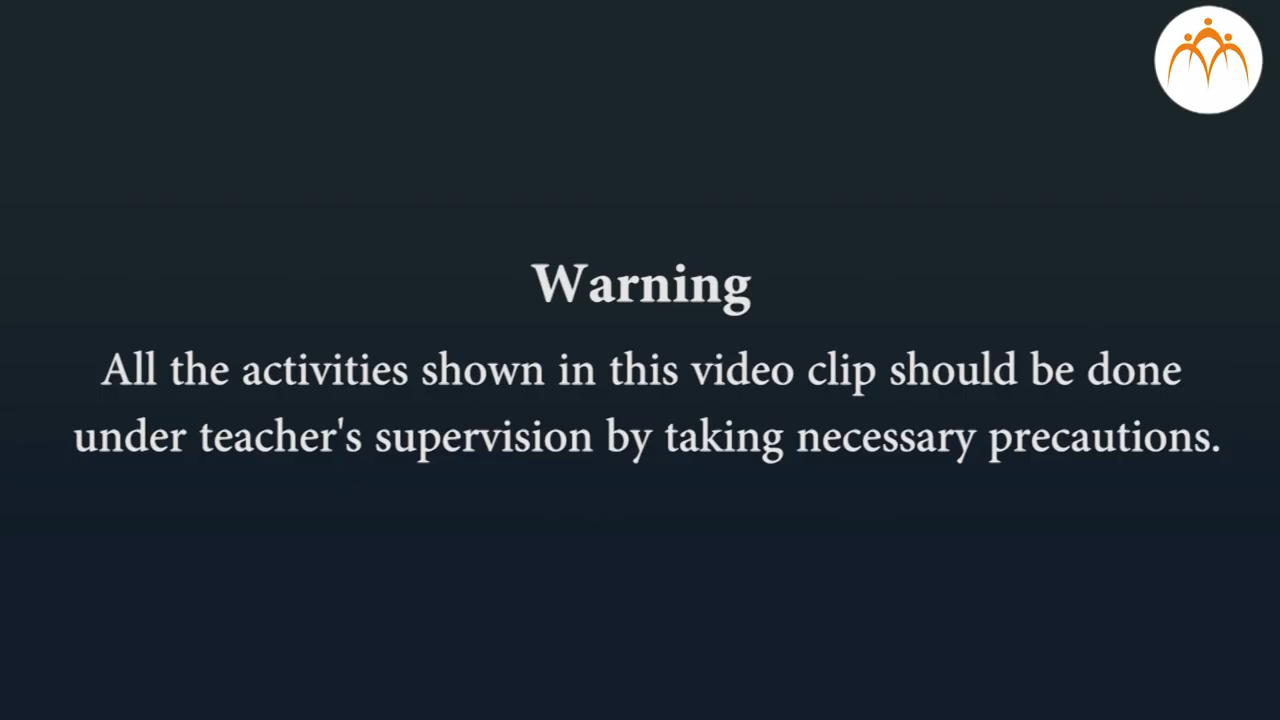 Warning
All the activities shown in this video clip should be done
under teacher's supervision by taking necessary precautions.